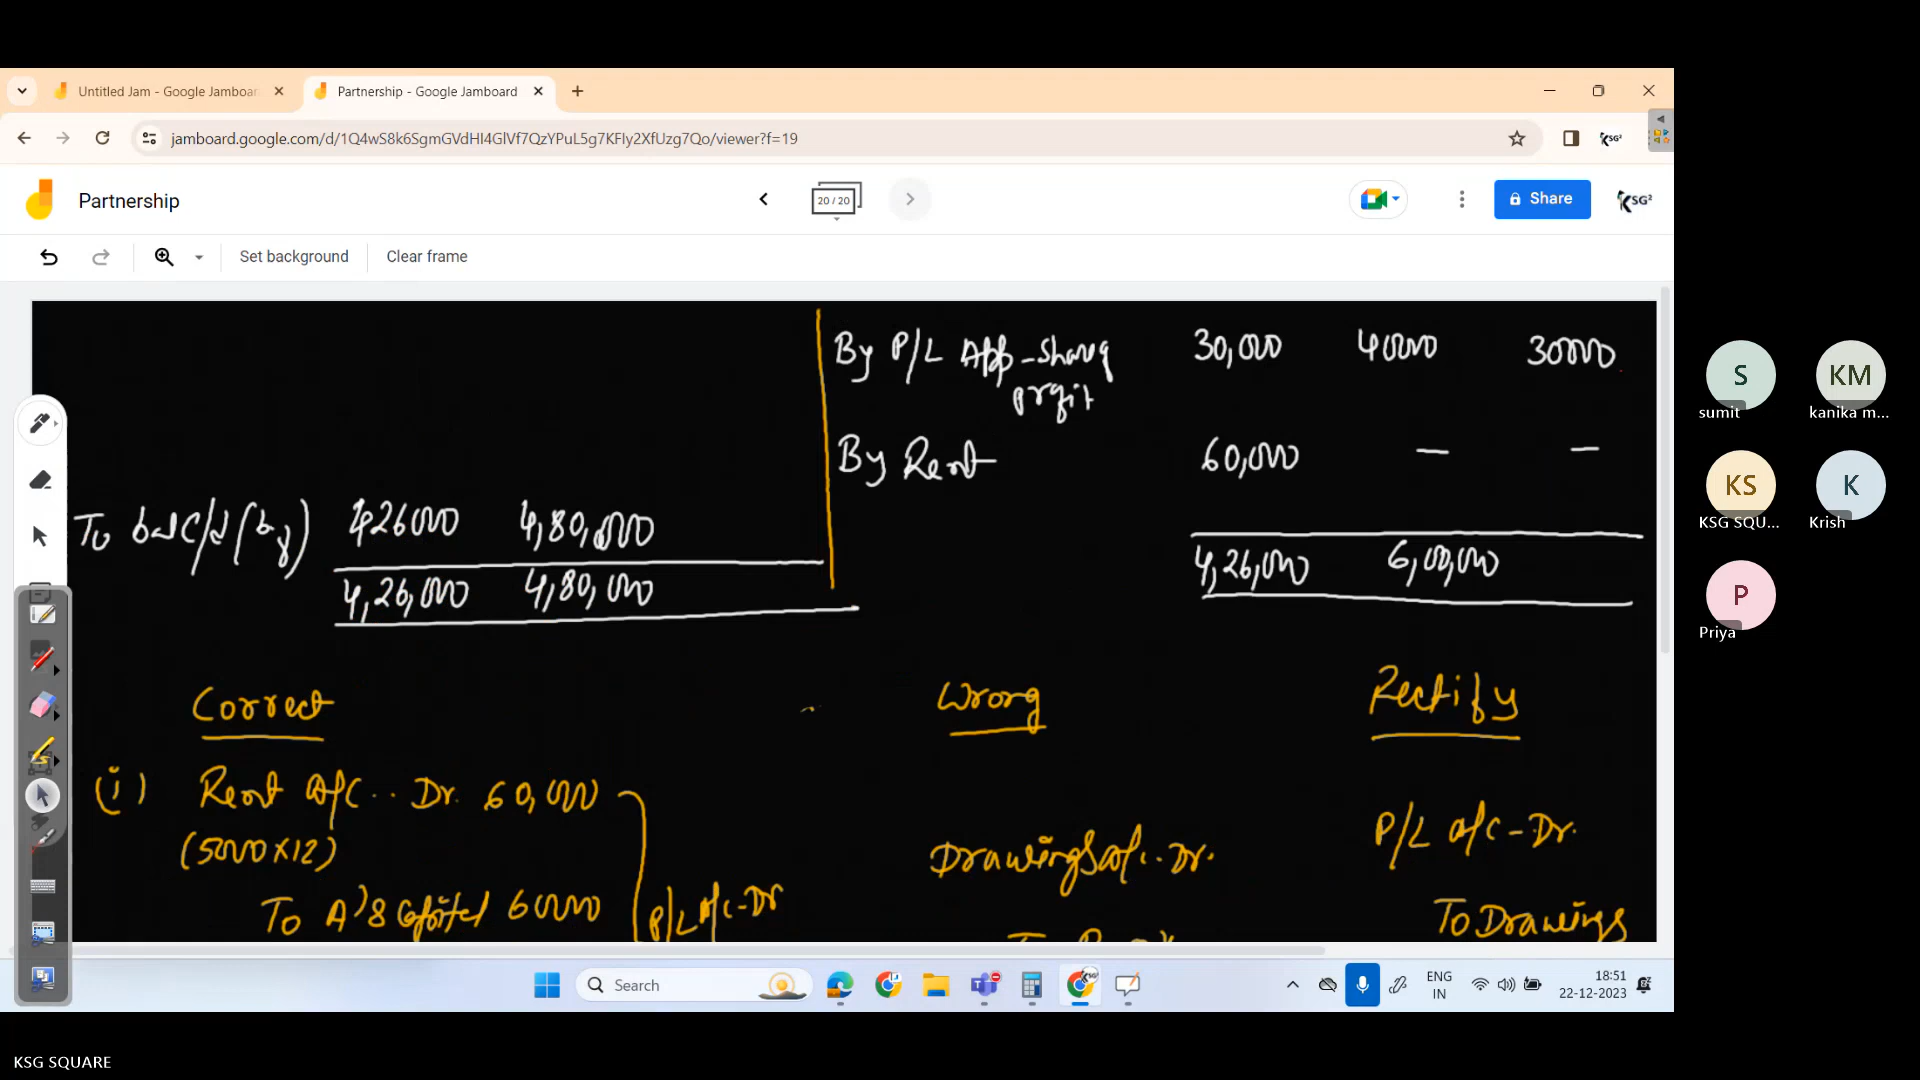 Untitled Jam - Google Jamboar
Partnership - Google Jamboard
jamboard.google.com/d/1Q4wS8k6SgmGVdHI4GlVf7QzYPuL5g7KFIy2XfUzg7Qo/viewer?f=19
KSG²
Partnership
20 / 20
Share
KSG²
Set background
Clear frame
By P/L App - sharing profit 30,000 40000 30000
By Rent 60,000 — —
To bal c/d (by) 426000 4,80,000
4,26,000 6,00,000
4,26,000 4,80,000
Correct
Wrong
Rectify
(i) Rent A/c .. Dr. 60,000
(5000x12)
To A's Capital 60000
P/L A/c - Dr
Drawings A/c . Dr.
P/L A/c - Dr.
To Drawings
S
sumit
KM
kanika m...
KS
KSG SQU...
K
Krish
P
Priya
Search
ENG
IN
18:51
22-12-2023
KSG SQUARE